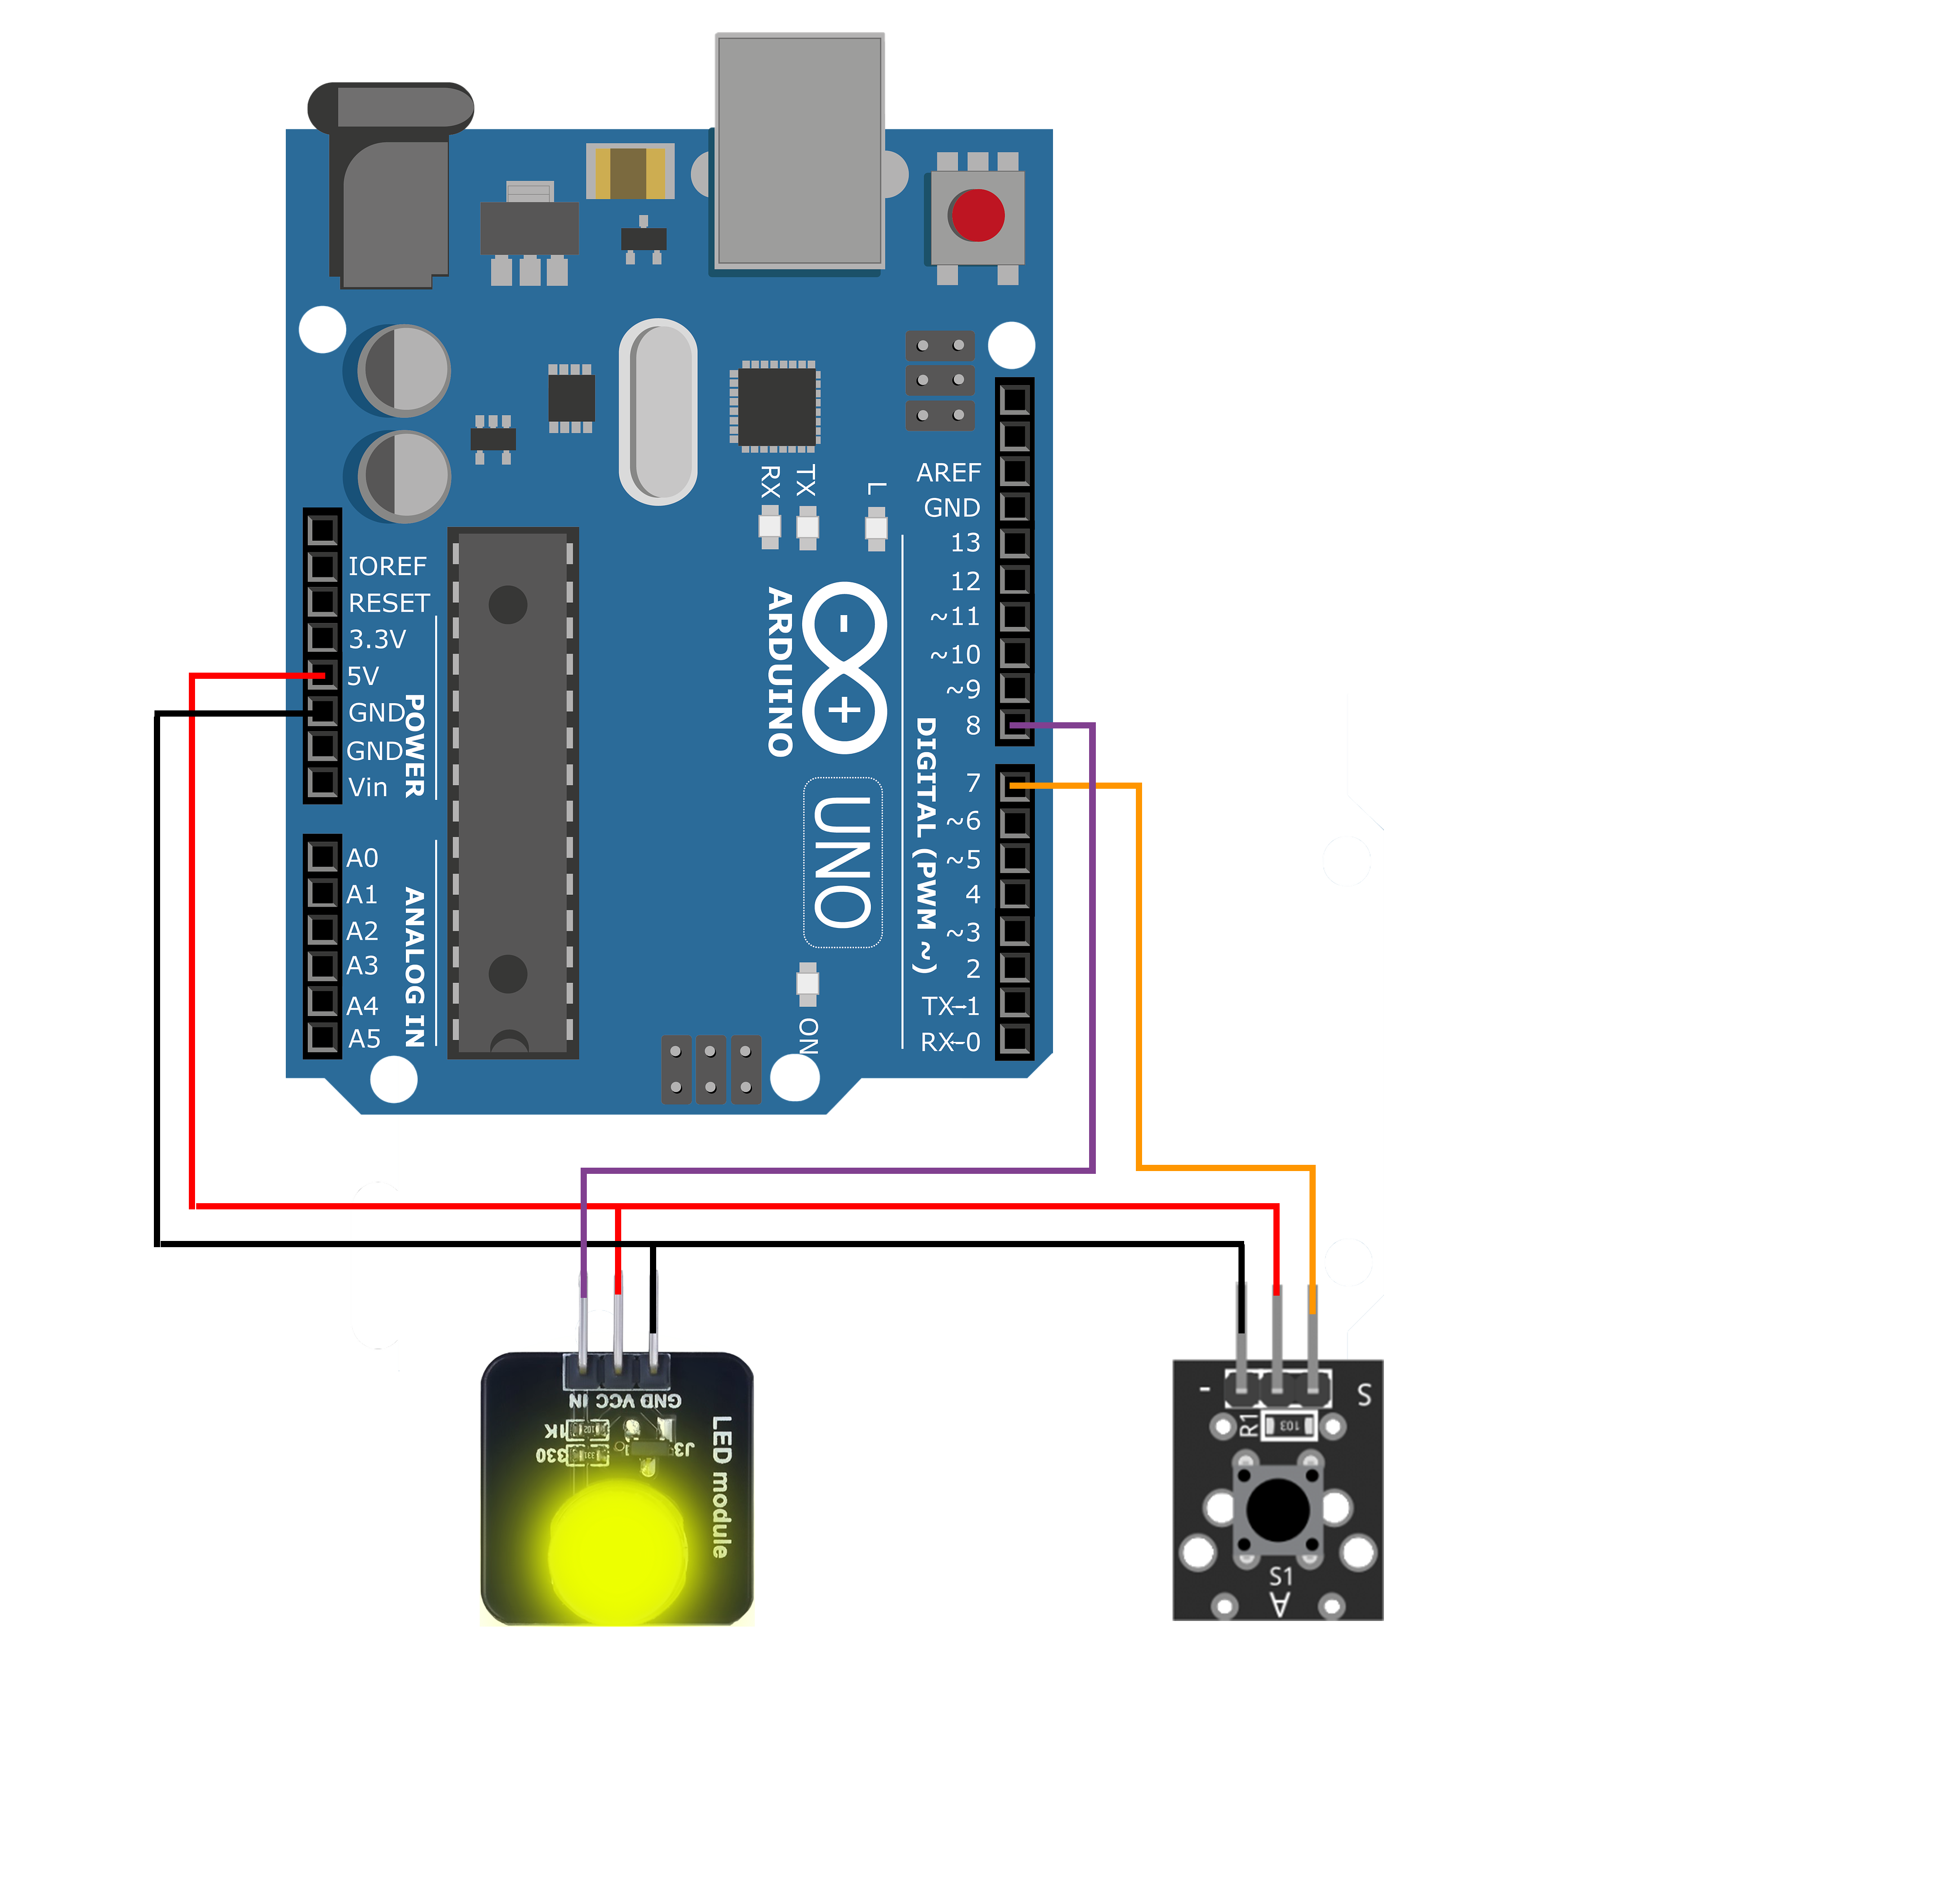 RX
TX
L
AREF
GND
13
12
~11
~10
~9
8
7
~6
~5
4
~3
2
TX→1
RX←0
DIGITAL (PWM ~)
IOREF
RESET
3.3V
5V
GND
GND
Vin
POWER
A0
A1
A2
A3
A4
A5
ANALOG IN
ARDUINO
- +
UNO
ON
GND VCC IN
1K
102
330
331
J3
LED module
-
S
R1
103
S1
A